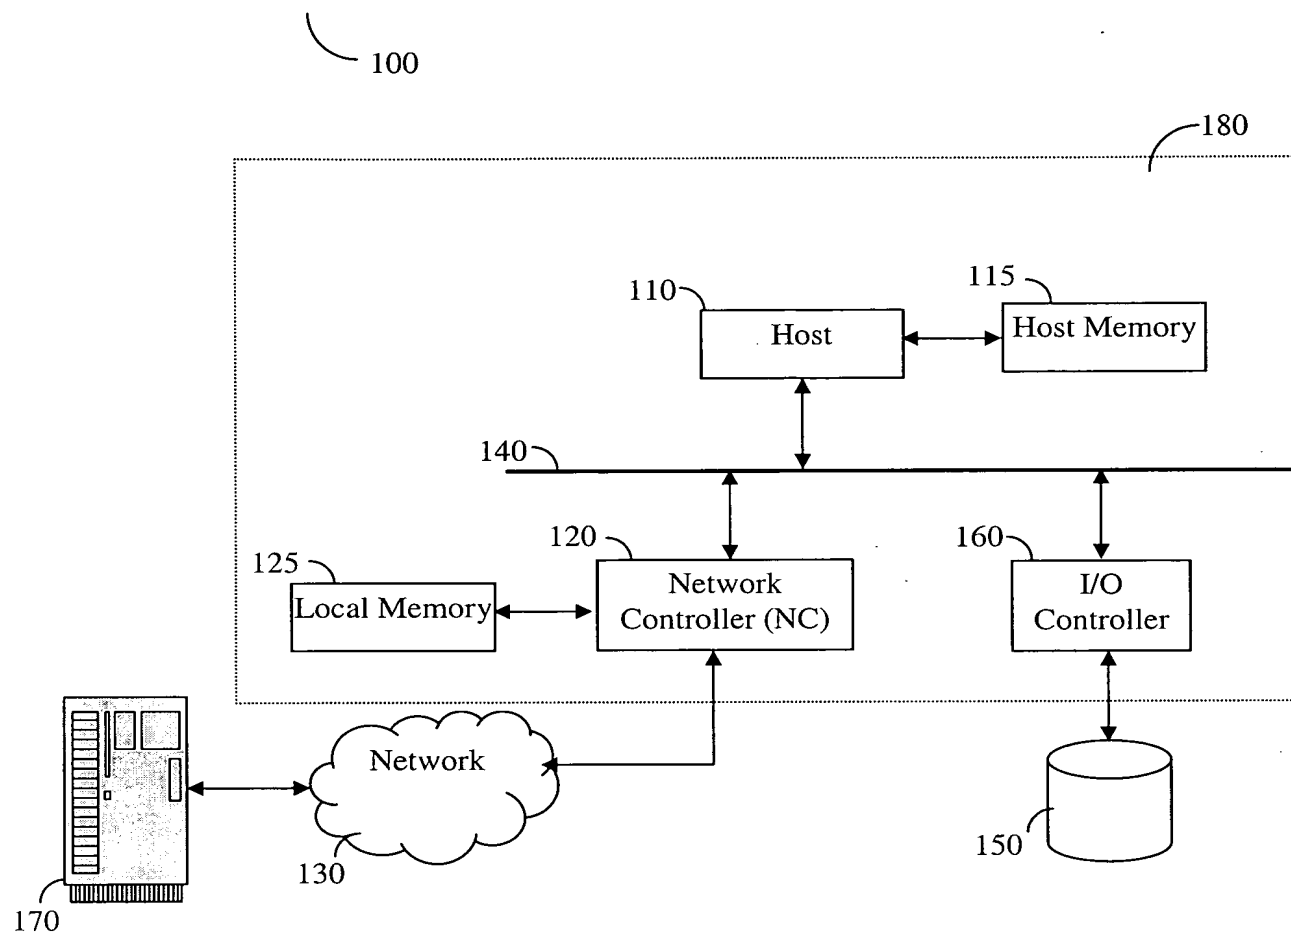 100
180
110
115
Host
Host Memory
140
120
160
125
Network
Controller (NC)
I/O
Controller
Local Memory
Network
150
130
170